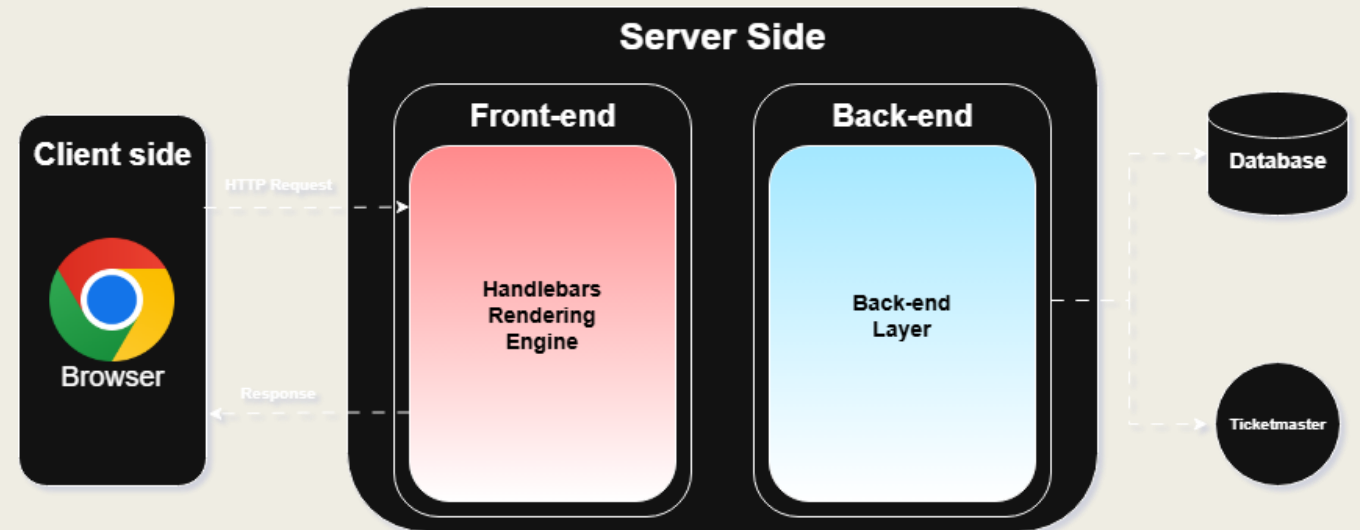 Server Side
Front-end
Back-end
Client side
Database
HTTP Request
Handlebars
Rendering
Engine
Back-end
Layer
Browser
Response
Ticketmaster